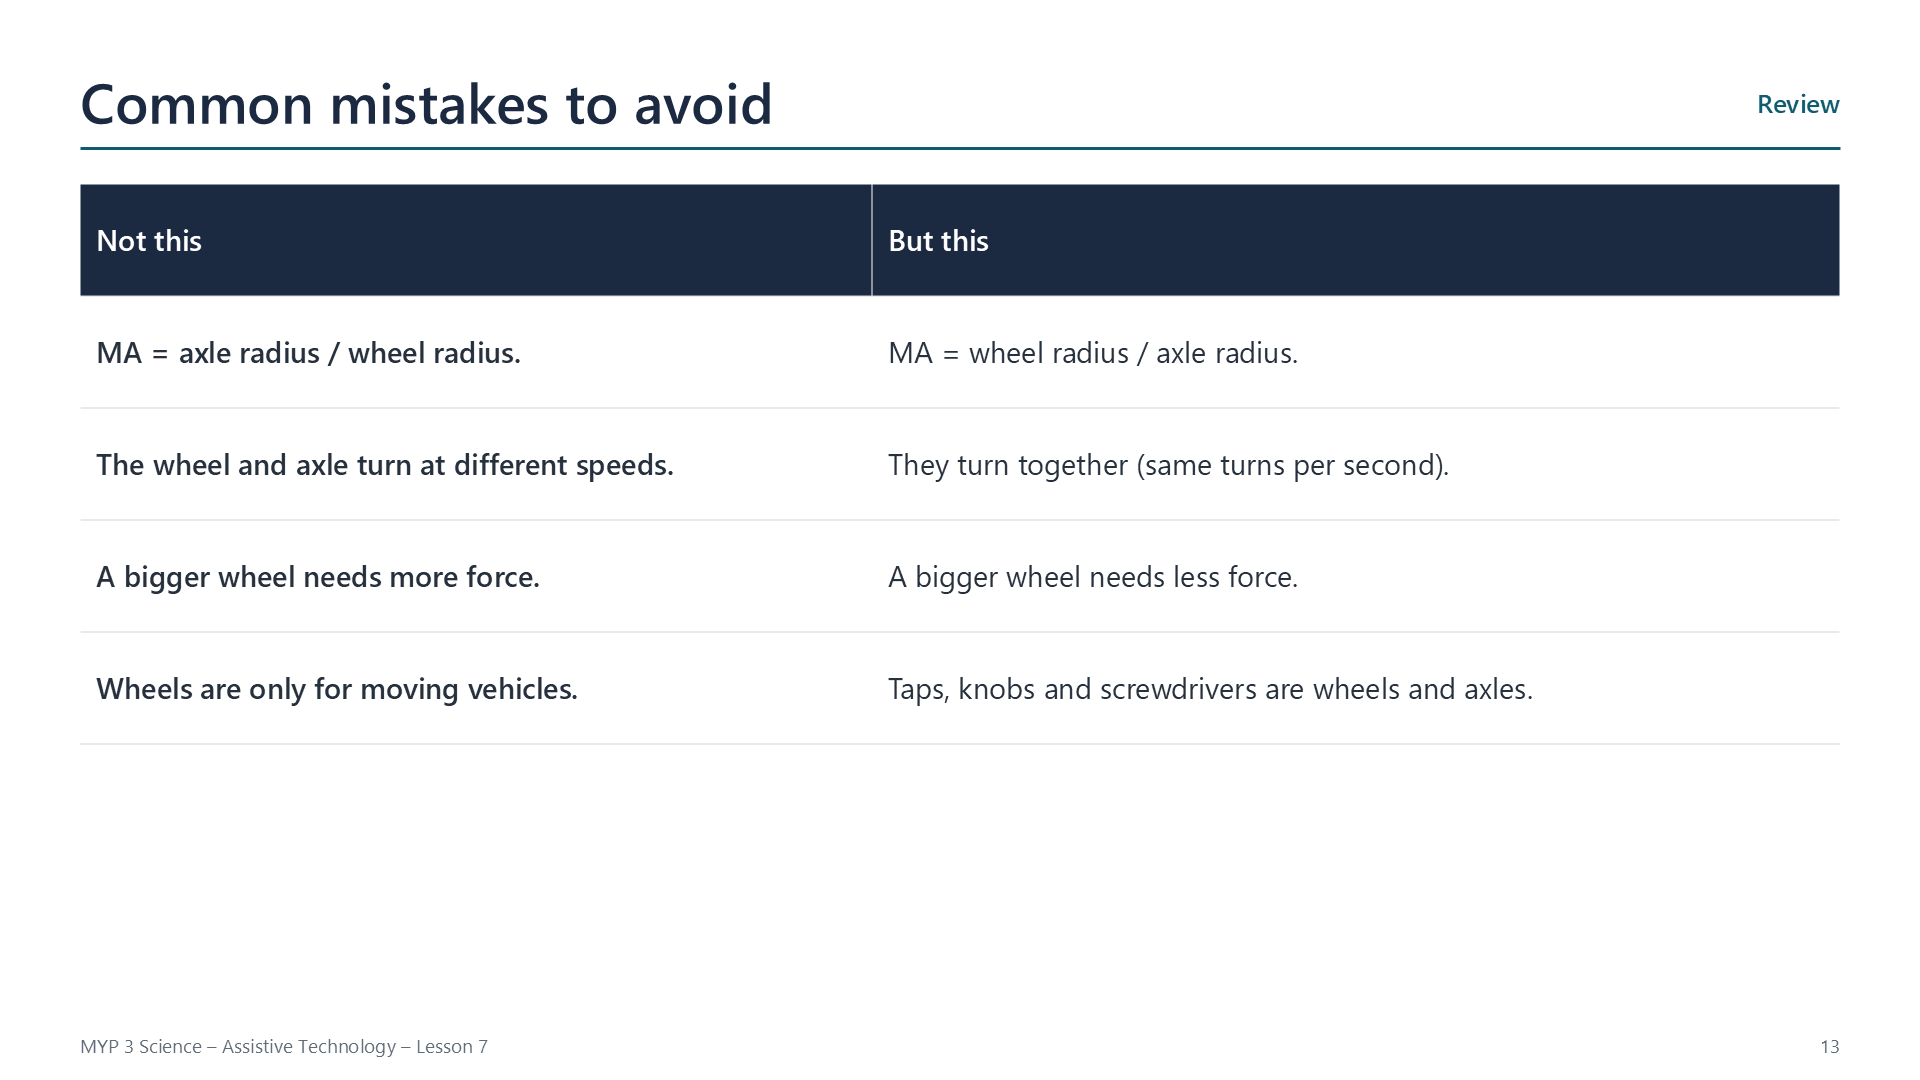 Common mistakes to avoid
Review
Not this
But this
MA = axle radius / wheel radius.
MA = wheel radius / axle radius.
The wheel and axle turn at different speeds.
They turn together (same turns per second).
A bigger wheel needs more force.
A bigger wheel needs less force.
Wheels are only for moving vehicles.
Taps, knobs and screwdrivers are wheels and axles.
MYP 3 Science – Assistive Technology – Lesson 7
13